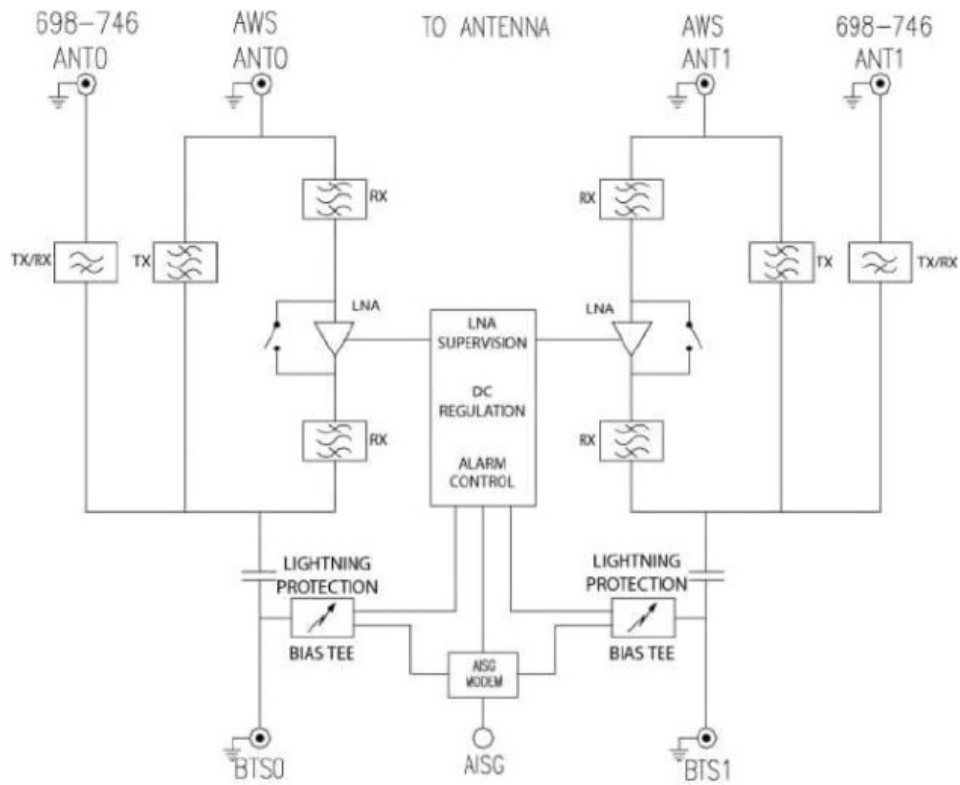 698-746
ANT0
AWS
ANT0
TO ANTENNA
AWS
ANT1
698-746
ANT1
RX
RX
TX/RX
TX
TX
TX/RX
LNA
LNA
LNA
SUPERVISION
DC
REGULATION
ALARM
CONTROL
RX
RX
LIGHTNING
PROTECTION
LIGHTNING
PROTECTION
BIAS TEE
BIAS TEE
AISG
MODEM
BTS0
AISG
BTS1